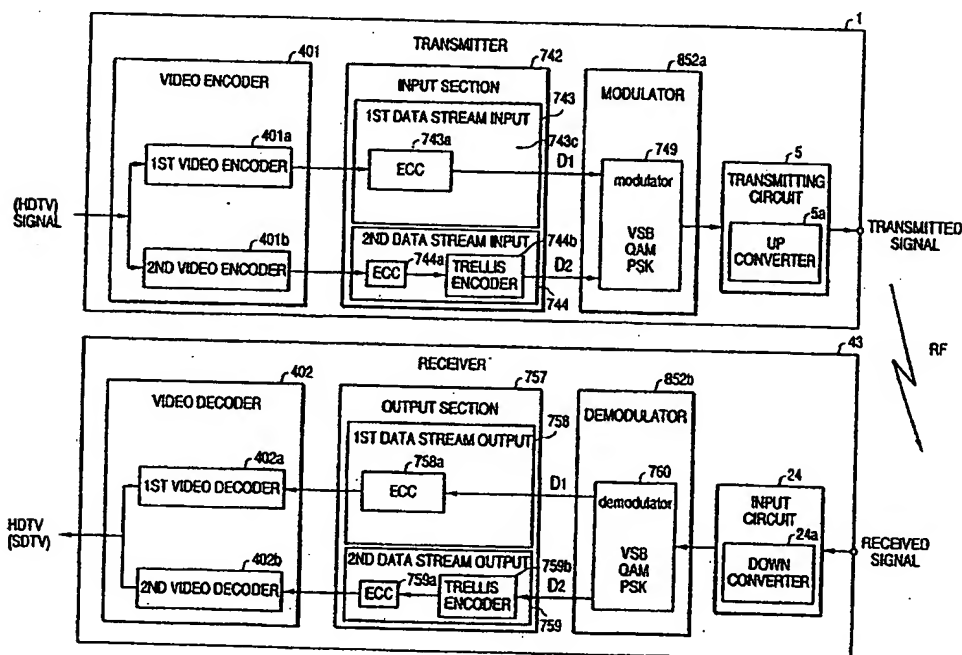 1
TRANSMITTER
401
VIDEO ENCODER
742
INPUT SECTION
852a
MODULATOR
743
1ST DATA STREAM INPUT
743c
401a
1ST VIDEO ENCODER
743a
ECC
D1
749
modulator
VSB
QAM
PSK
5
TRANSMITTING
CIRCUIT
5a
UP
CONVERTER
(HDTV)
SIGNAL
TRANSMITTED
SIGNAL
401b
2ND VIDEO ENCODER
2ND DATA STREAM INPUT
744b
ECC
744a
TRELLIS
ENCODER
D2
744
RF
43
RECEIVER
402
VIDEO DECODER
757
OUTPUT SECTION
852b
DEMODULATOR
758
1ST DATA STREAM OUTPUT
402a
1ST VIDEO DECODER
758a
ECC
D1
760
demodulator
VSB
QAM
PSK
24
INPUT
CIRCUIT
24a
DOWN
CONVERTER
HDTV
(SDTV)
RECEIVED
SIGNAL
402b
2ND VIDEO DECODER
2ND DATA STREAM OUTPUT
759b
ECC
759a
TRELLIS
ENCODER
D2
759